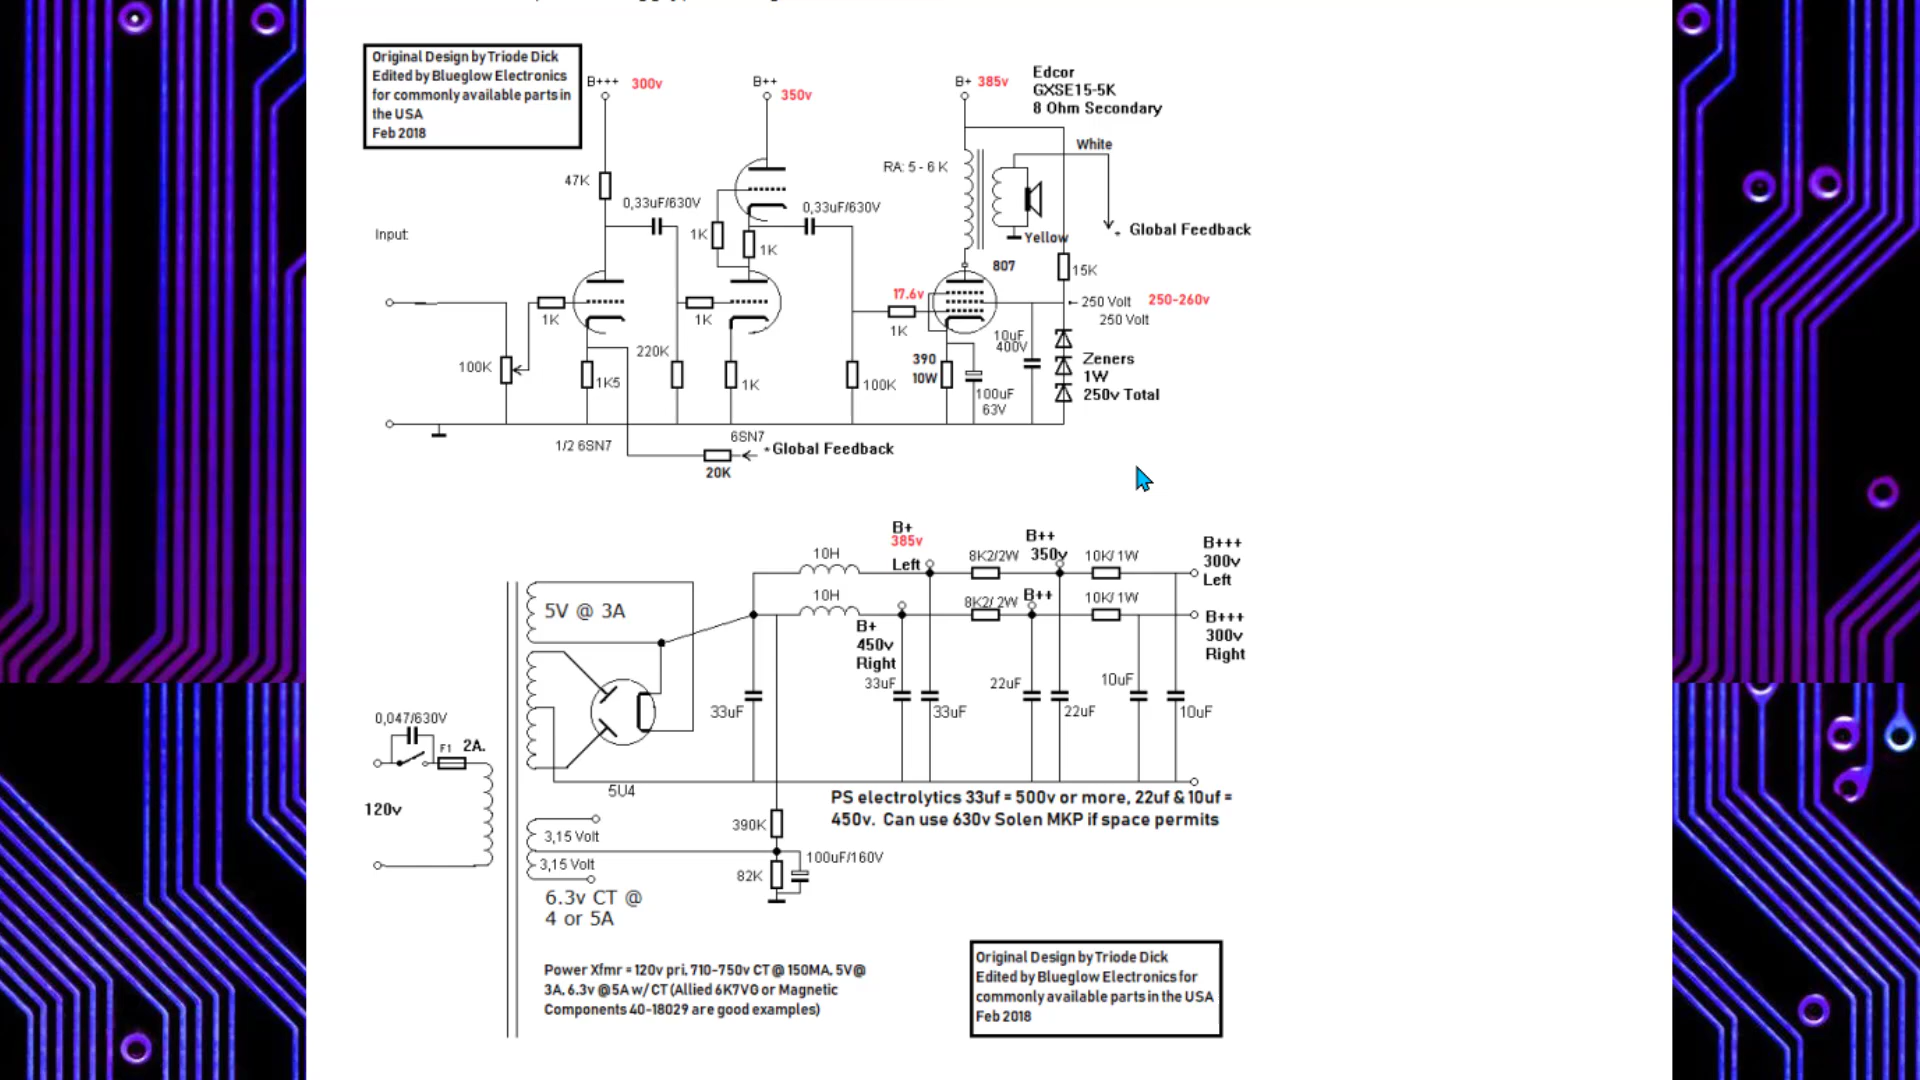 Original Design by Triode Dick
Edited by Blueglow Electronics
for commonly available parts in
the USA
Feb 2018
B+++ 300v
B++
350v
B+ 385v
Edcor
GXSE15-5K
8 Ohm Secondary
White
RA: 5 - 6 K
47K
0,33uF/630V
0,33uF/630V
Input:
1K
1K
Yellow
* Global Feedback
807
15K
17.6v
250 Volt 250-260v
250 Volt
1K
1K
1K
10uF
400V
220K
100K
1K5
1K
100K
390
10W
100uF
63V
Zeners
1W
250v Total
1/2 6SN7
6SN7
* Global Feedback
20K
B+
385v
Left
10H
8K2/2W
B++
350v
10K/1W
B+++
300v
Left
5V @ 3A
10H
8K2/2W
B++
10K/1W
B+
450v
Right
B+++
300v
Right
33uF
33uF
33uF
22uF
22uF
10uF
10uF
0,047/630V
F1 2A.
120v
5U4
PS electrolytics 33uf = 500v or more, 22uf & 10uf =
450v. Can use 630v Solen MKP if space permits
3,15 Volt
3,15 Volt
390K
100uF/160V
82K
6.3v CT @
4 or 5A
Power Xfmr = 120v pri, 710-750v CT @ 150MA, 5V@
3A, 6.3v @5A w/ CT (Allied 6K7VG or Magnetic
Components 40-18029 are good examples)
Original Design by Triode Dick
Edited by Blueglow Electronics for
commonly available parts in the USA
Feb 2018